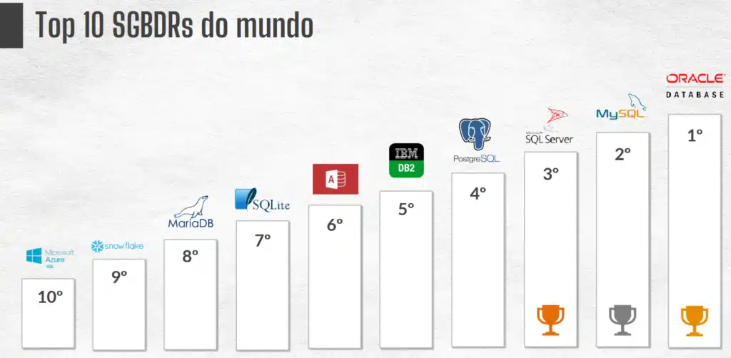 Top 10 SGBDRs do mundo
ORACLE
DATABASE
1º
MySQL
2º
Microsoft
SQL Server
3º
PostgreSQL
4º
IBM
DB2
5º
A
6º
SQLite
7º
MariaDB
8º
snowflake
9º
Microsoft
Azure
10º